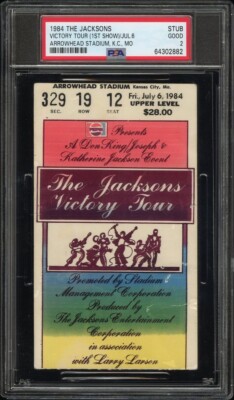 1984 THE JACKSONS STUB
VICTORY TOUR (1ST SHOW)/JUL.6 GOOD
ARROWHEAD STADIUM, K.C., MO 2
PSA 64302882
ARROWHEAD STADIUM Kansas City, Mo.
329 19 12 Fri, July 6, 1984
SEC. ROW SEAT UPPER LEVEL
$28.00
Presents
A Don King/Joseph &
Katherine Jackson Event
The Jacksons
Victory Tour
Promoted by Stadium
Management Corporation
Produced by
The Jacksons Entertainment
Corporation
in association
with Larry Larson